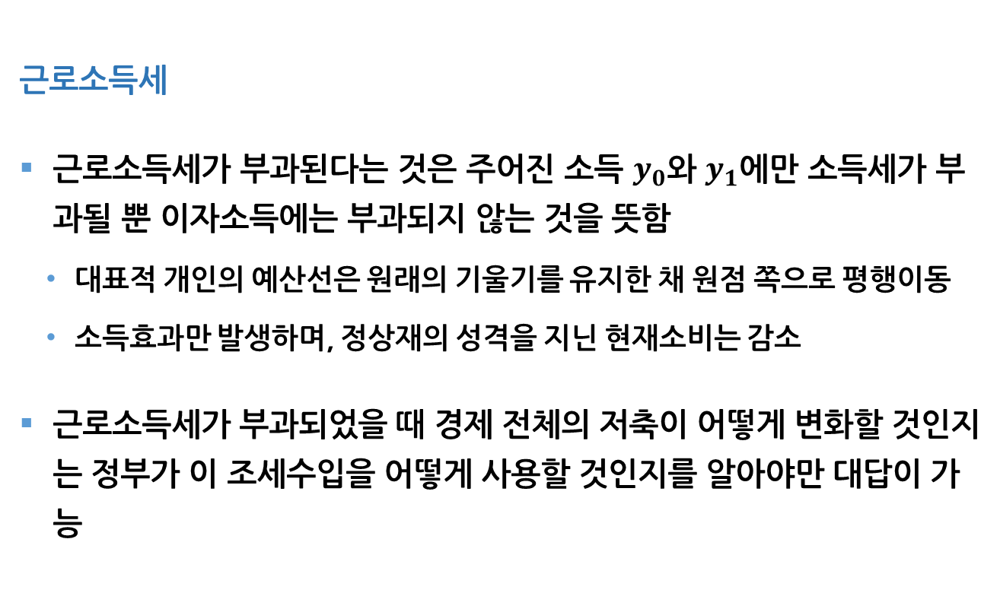 근로소득세
▪ 근로소득세가 부과된다는 것은 주어진 소득 y₀와 y₁에만 소득세가 부
과될 뿐 이자소득에는 부과되지 않는 것을 뜻함
• 대표적 개인의 예산선은 원래의 기울기를 유지한 채 원점 쪽으로 평행이동
• 소득효과만 발생하며, 정상재의 성격을 지닌 현재소비는 감소
▪ 근로소득세가 부과되었을 때 경제 전체의 저축이 어떻게 변화할 것인지
는 정부가 이 조세수입을 어떻게 사용할 것인지를 알아야만 대답이 가
능